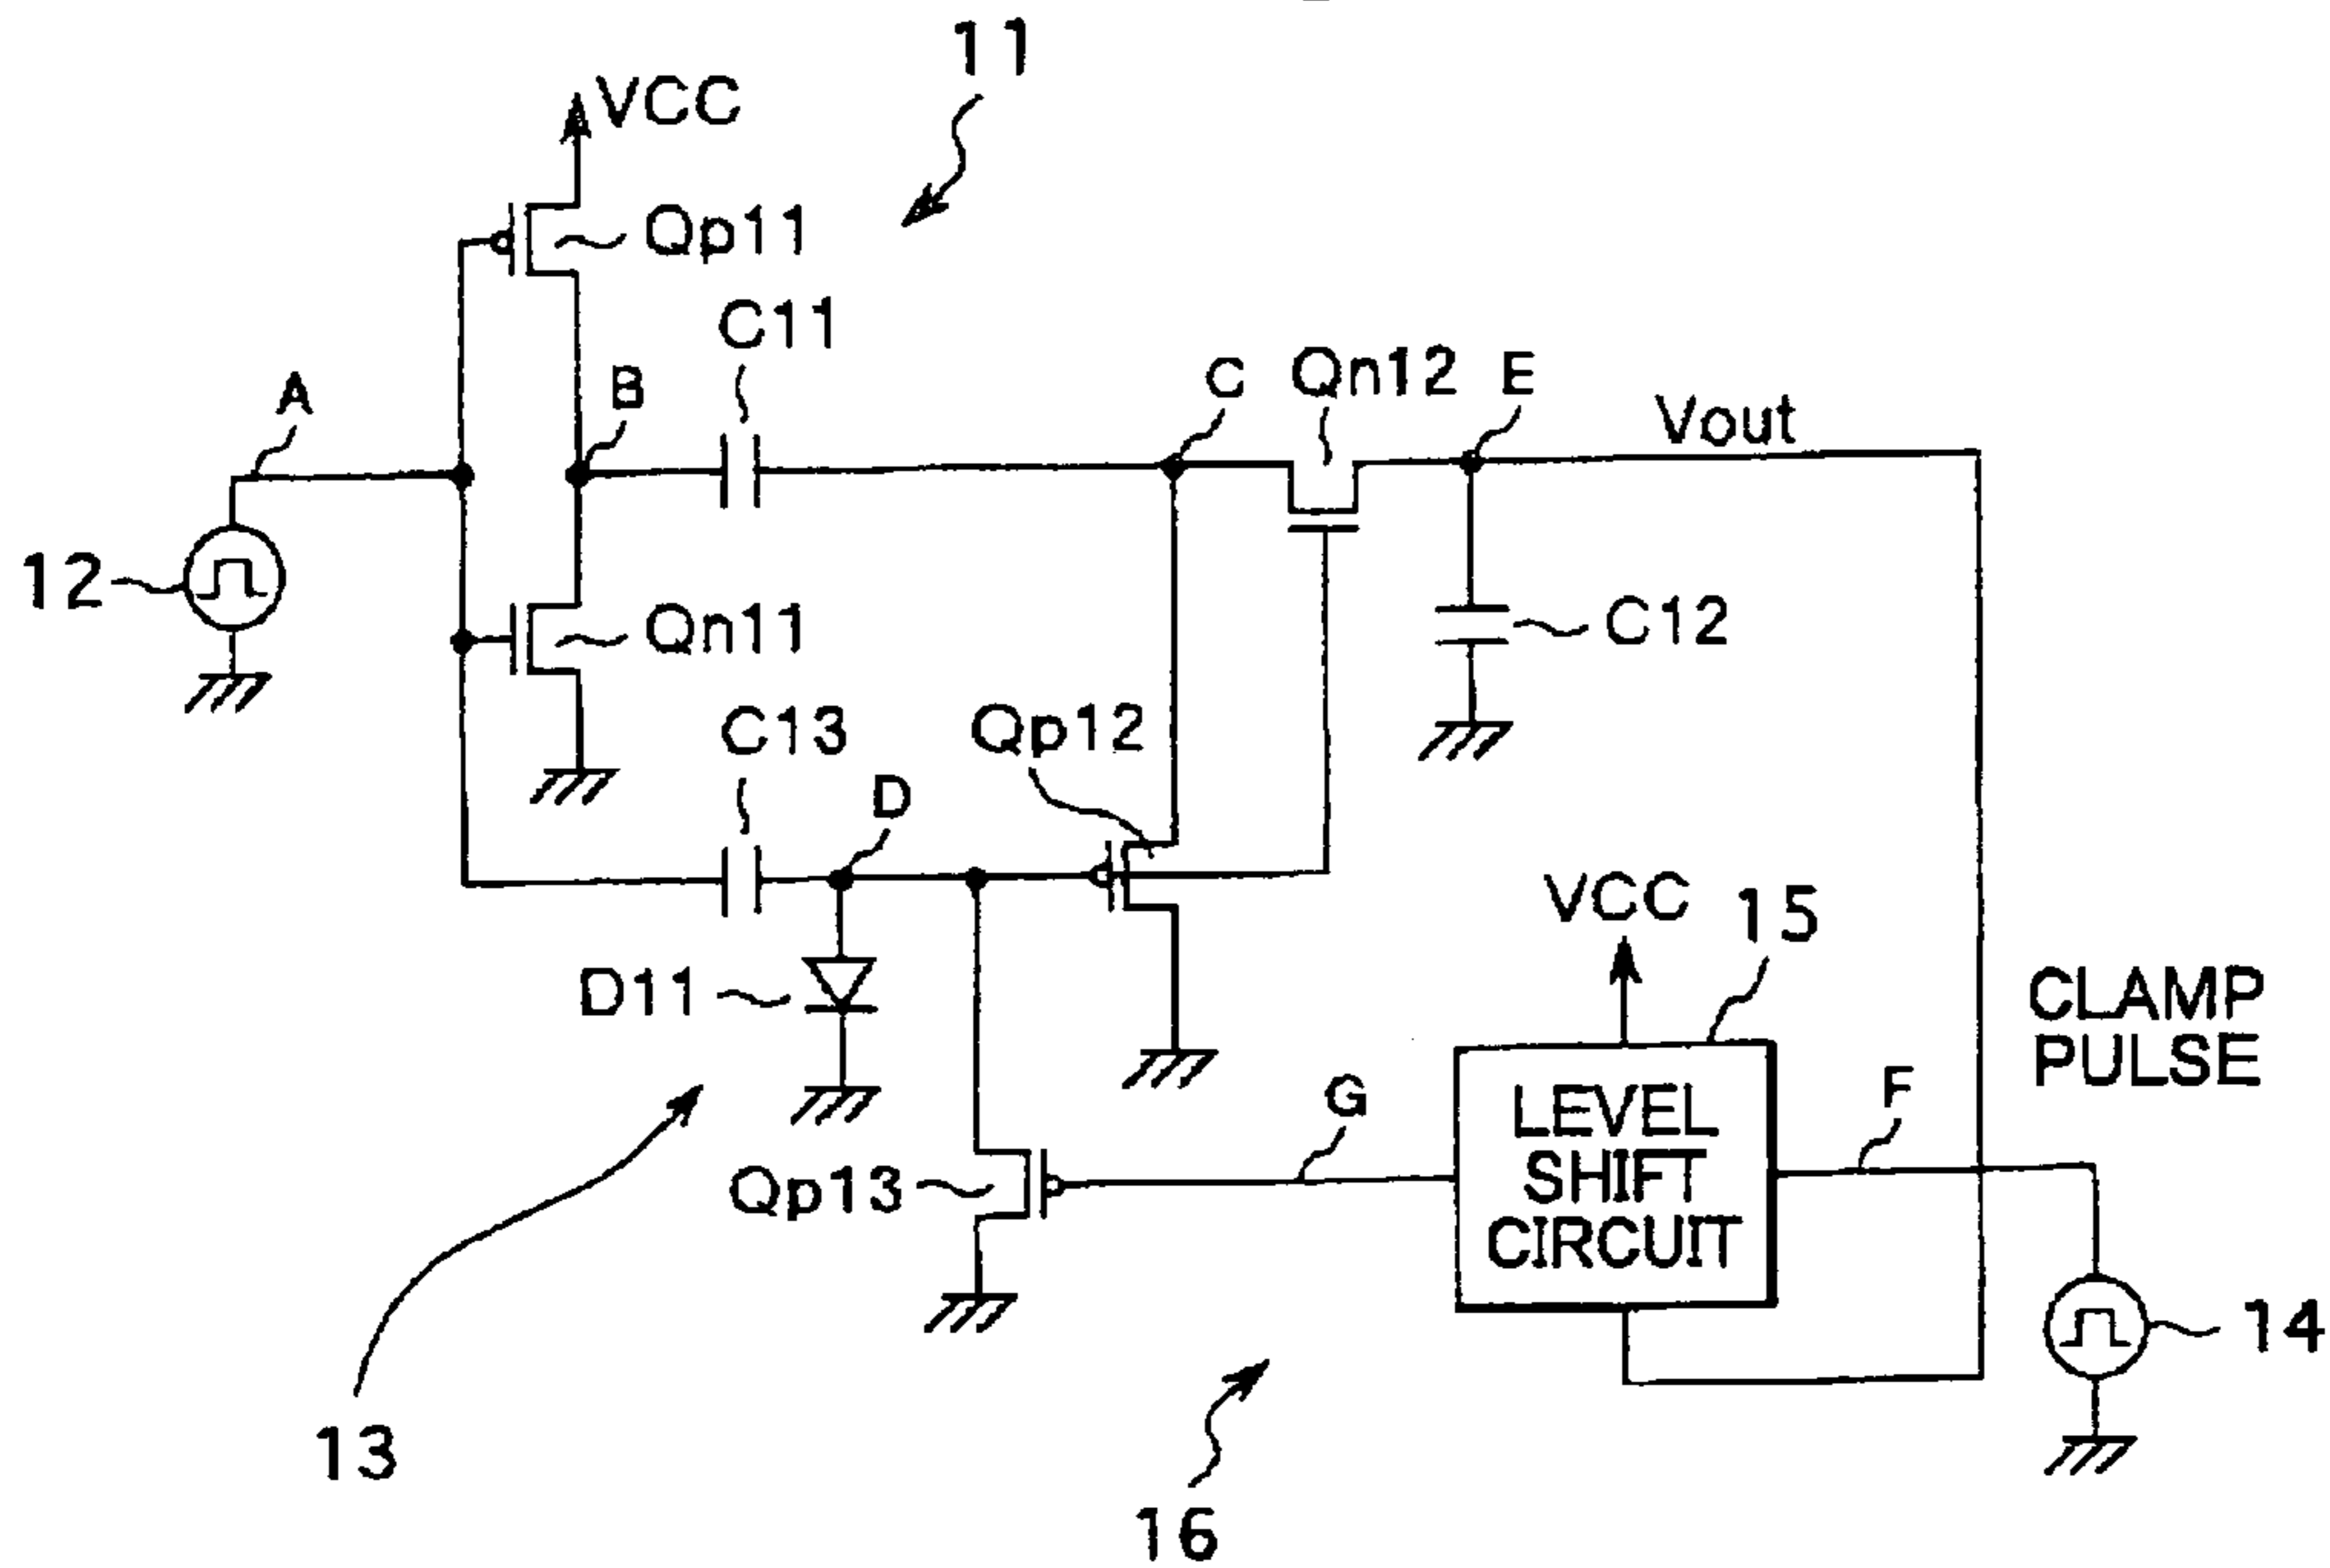 11
VCC
Qp11
C11
A
B
C
Qn12
E
Vout
12
Qn11
C12
C13
Qp12
D
VCC
15
D11
CLAMP
PULSE
G
LEVEL
SHIFT
CIRCUIT
F
Qp13
14
13
16